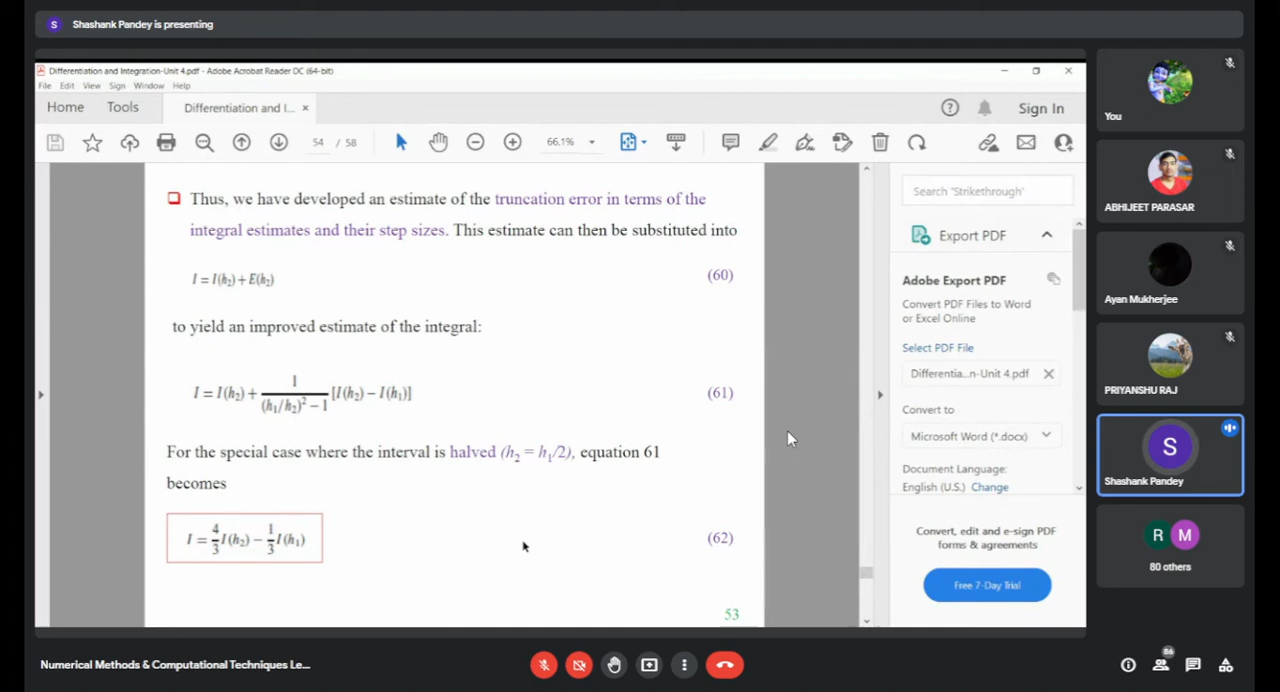 S Shashank Pandey is presenting
Differentiation and Integration-Unit 4.pdf - Adobe Acrobat Reader DC (64-bit)
File Edit View Sign Window Help
Home Tools Differentiation and I... × Sign In
54 / 58 66.1%
Thus, we have developed an estimate of the truncation error in terms of the
integral estimates and their step sizes. This estimate can then be substituted into
I = I(h₂) + E(h₂) (60)
to yield an improved estimate of the integral:
I = I(h₂) + 1/((h₁/h₂)² − 1) [I(h₂) − I(h₁)] (61)
For the special case where the interval is halved (h₂ = h₁/2), equation 61
becomes
I = 4/3 I(h₂) − 1/3 I(h₁) (62)
53
Search 'Strikethrough'
Export PDF
Adobe Export PDF
Convert PDF Files to Word
or Excel Online
Select PDF File
Differentia...n-Unit 4.pdf
Convert to
Microsoft Word (*.docx)
Document Language:
English (U.S.) Change
Convert, edit and e-sign PDF
forms & agreements
Free 7-Day Trial
You
ABHIJEET PARASAR
Ayan Mukherjee
PRIYANSHU RAJ
S
Shashank Pandey
R M
80 others
Numerical Methods & Computational Techniques Le...
86